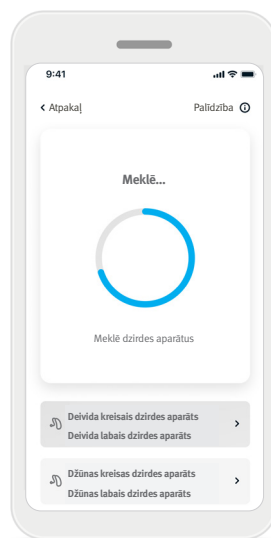 9:41
Atpakaļ
Palīdzība
Meklē...
Meklē dzirdes aparātus
Deivida kreisais dzirdes aparāts
Deivida labais dzirdes aparāts
Džūnas kreisas dzirdes aparāts
Džūnas labais dzirdes aparāts